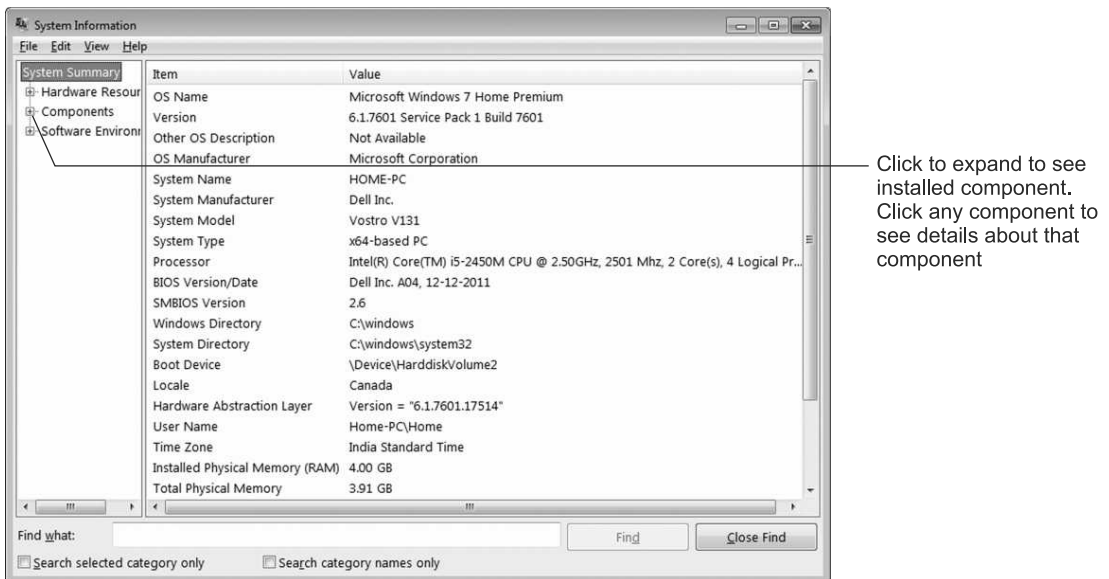 System Information
File Edit View Help
System Summary
Hardware Resour
Components
Software Environ
Item Value
OS Name Microsoft Windows 7 Home Premium
Version 6.1.7601 Service Pack 1 Build 7601
Other OS Description Not Available
OS Manufacturer Microsoft Corporation
System Name HOME-PC
System Manufacturer Dell Inc.
System Model Vostro V131
System Type x64-based PC
Processor Intel(R) Core(TM) i5-2450M CPU @ 2.50GHz, 2501 Mhz, 2 Core(s), 4 Logical Pr...
BIOS Version/Date Dell Inc. A04, 12-12-2011
SMBIOS Version 2.6
Windows Directory C:\windows
System Directory C:\windows\system32
Boot Device \Device\HarddiskVolume2
Locale Canada
Hardware Abstraction Layer Version = "6.1.7601.17514"
User Name Home-PC\Home
Time Zone India Standard Time
Installed Physical Memory (RAM) 4.00 GB
Total Physical Memory 3.91 GB
Find what: Find Close Find
Search selected category only Search category names only
Click to expand to see
installed component.
Click any component to
see details about that
component